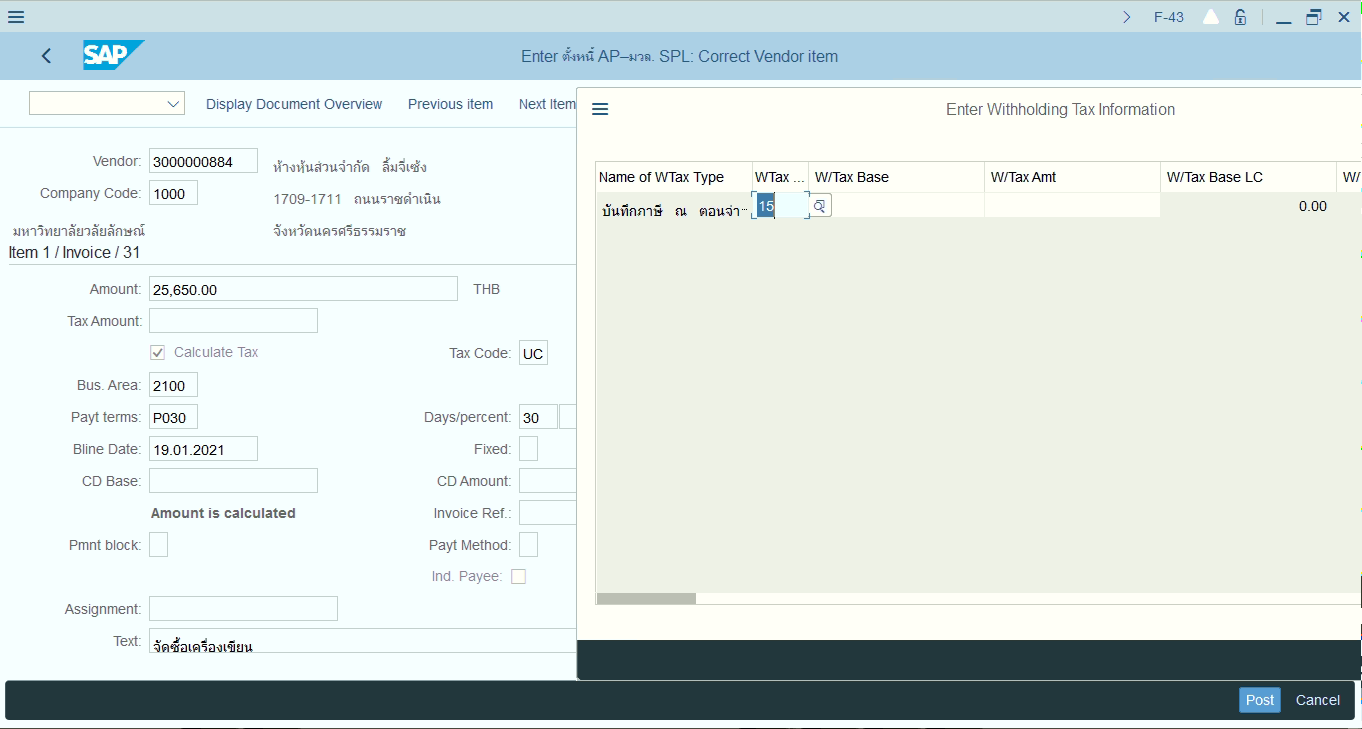 F-43
SAP
Enter ตั้งหนี้ AP–มวล. SPL: Correct Vendor item
Display Document Overview Previous item Next Item
Enter Withholding Tax Information
Vendor: 3000000884 ห้างหุ้นส่วนจำกัด ลิ้มจี่เซ้ง
Company Code: 1000 1709-1711 ถนนราชดำเนิน
มหาวิทยาลัยวลัยลักษณ์ จังหวัดนครศรีธรรมราช
Item 1 / Invoice / 31
Name of WTax Type WTax ... W/Tax Base W/Tax Amt W/Tax Base LC W/
บันทึกภาษี ณ ตอนจ่า… 15 0.00
Amount: 25,650.00 THB
Tax Amount:
Calculate Tax Tax Code: UC
Bus. Area: 2100
Payt terms: P030 Days/percent: 30
Bline Date: 19.01.2021 Fixed:
CD Base: CD Amount:
Amount is calculated Invoice Ref.:
Pmnt block: Payt Method:
Ind. Payee:
Assignment:
Text: จัดซื้อเครื่องเขียน
Post Cancel